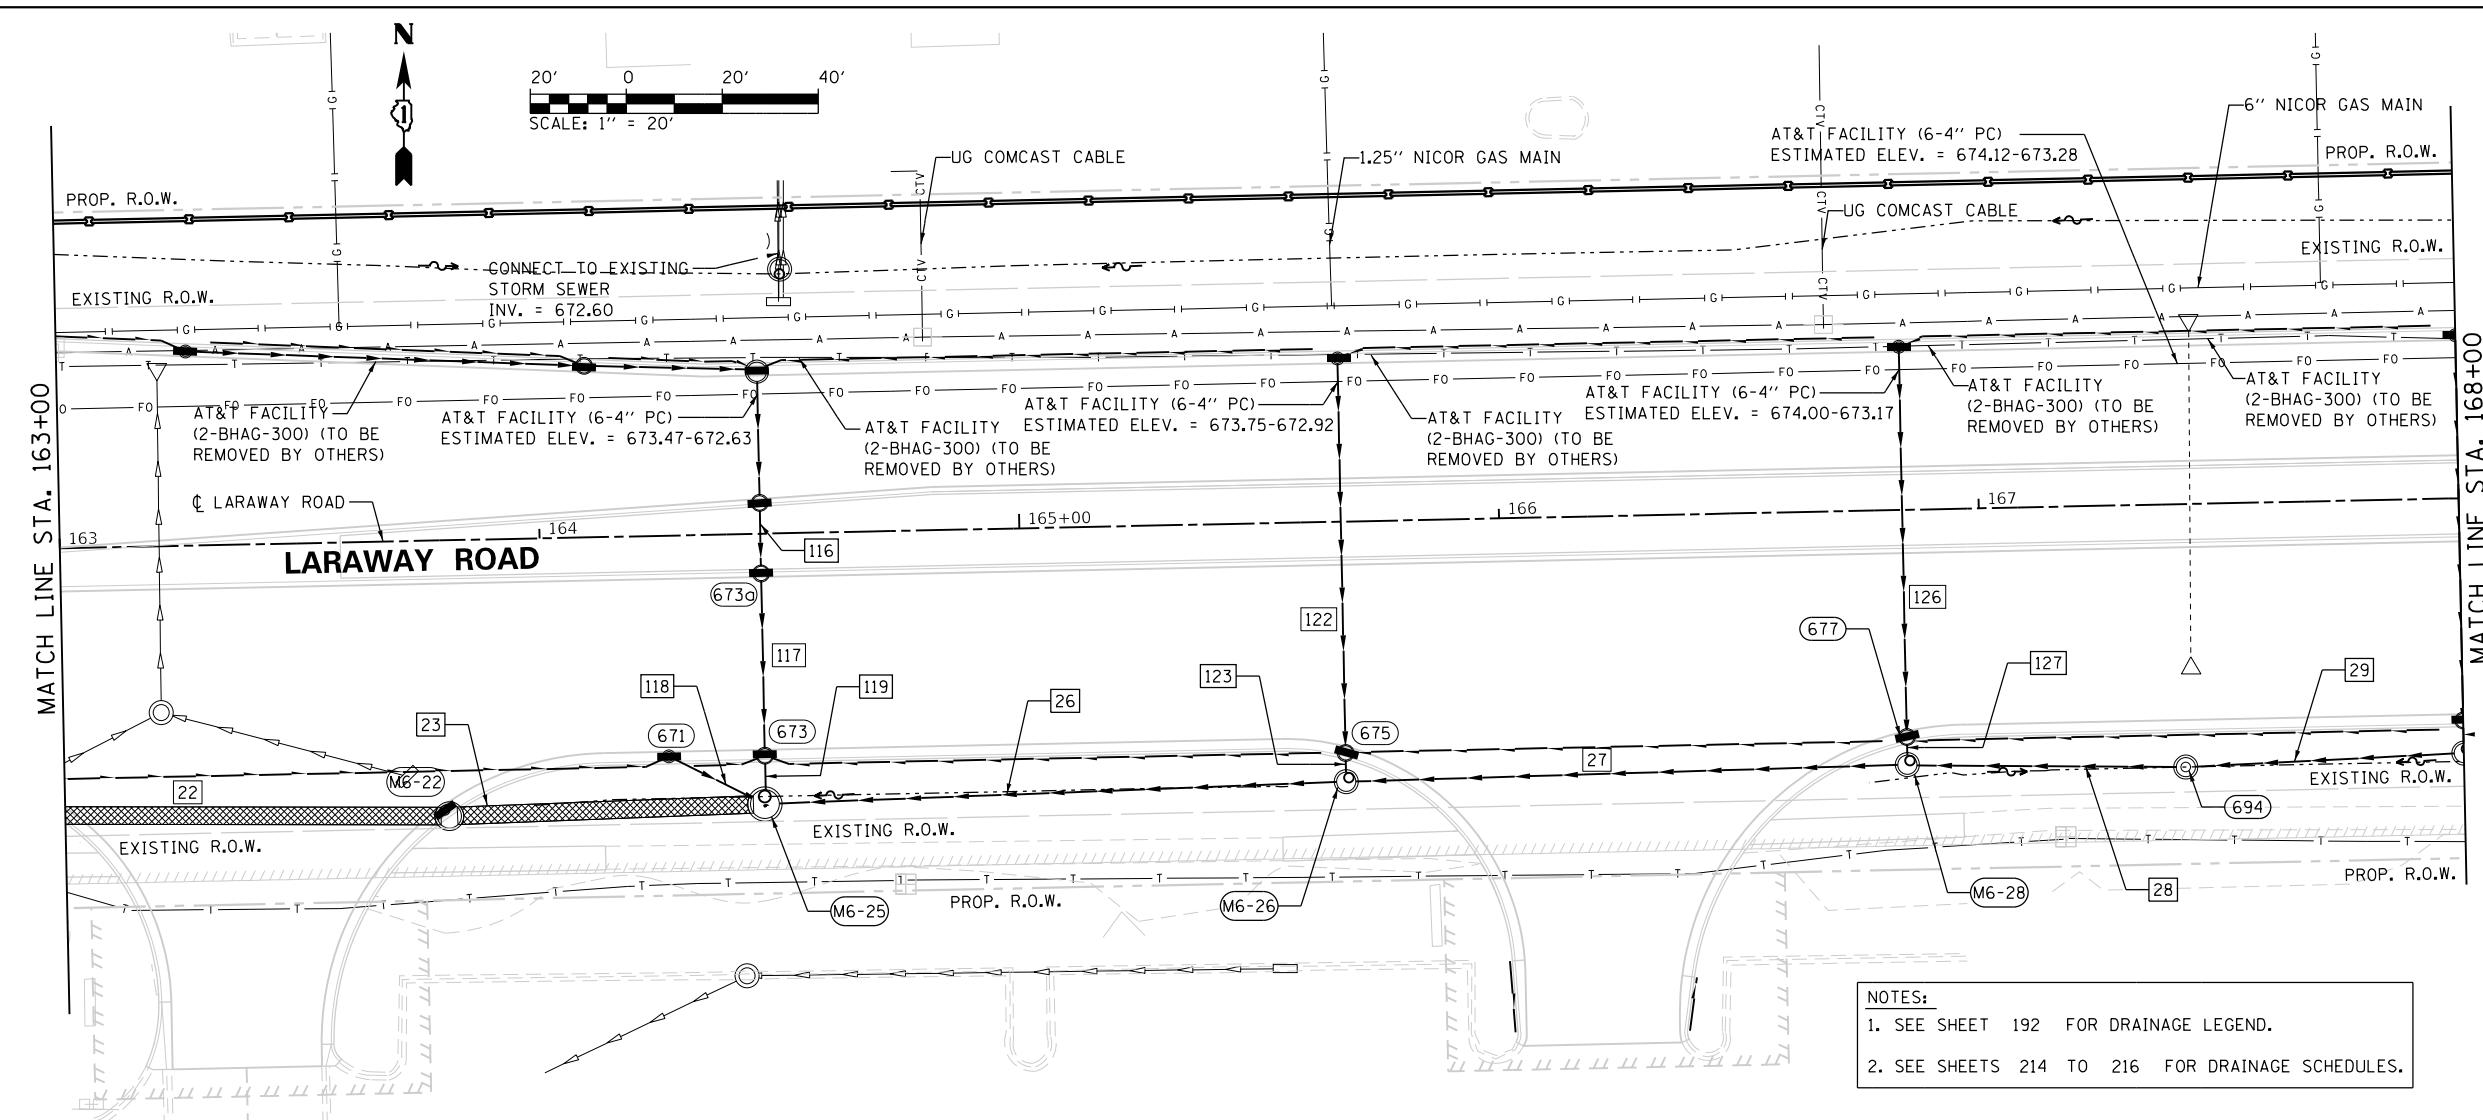 N
20' 0 20' 40'
SCALE: 1" = 20'
6" NICOR GAS MAIN
AT&T FACILITY (6-4" PC)
ESTIMATED ELEV. = 674.12-673.28
UG COMCAST CABLE
1.25" NICOR GAS MAIN
PROP. R.O.W.
PROP. R.O.W.
UG COMCAST CABLE
EXISTING R.O.W.
EXISTING R.O.W.
CONNECT TO EXISTING
STORM SEWER
INV. = 672.60
AT&T FACILITY
(2-BHAG-300) (TO BE
REMOVED BY OTHERS)
AT&T FACILITY (6-4" PC)
ESTIMATED ELEV. = 673.47-672.63
AT&T FACILITY
(2-BHAG-300) (TO BE
REMOVED BY OTHERS)
AT&T FACILITY (6-4" PC)
ESTIMATED ELEV. = 673.75-672.92
AT&T FACILITY
(2-BHAG-300) (TO BE
REMOVED BY OTHERS)
AT&T FACILITY (6-4" PC)
ESTIMATED ELEV. = 674.00-673.17
AT&T FACILITY
(2-BHAG-300) (TO BE
REMOVED BY OTHERS)
AT&T FACILITY
(2-BHAG-300) (TO BE
REMOVED BY OTHERS)
MATCH LINE STA. 163+00
MATCH LINE STA. 168+00
℄ LARAWAY ROAD
163 164 165+00 166 167
LARAWAY ROAD
116
673a
117
122
126
677
118
119
26
123
127
29
23
671
673
675
27
M6-22
22
EXISTING R.O.W.
694
EXISTING R.O.W.
EXISTING R.O.W.
PROP. R.O.W.
PROP. R.O.W.
M6-25
M6-26
M6-28
28
NOTES:
1. SEE SHEET 192 FOR DRAINAGE LEGEND.
2. SEE SHEETS 214 TO 216 FOR DRAINAGE SCHEDULES.